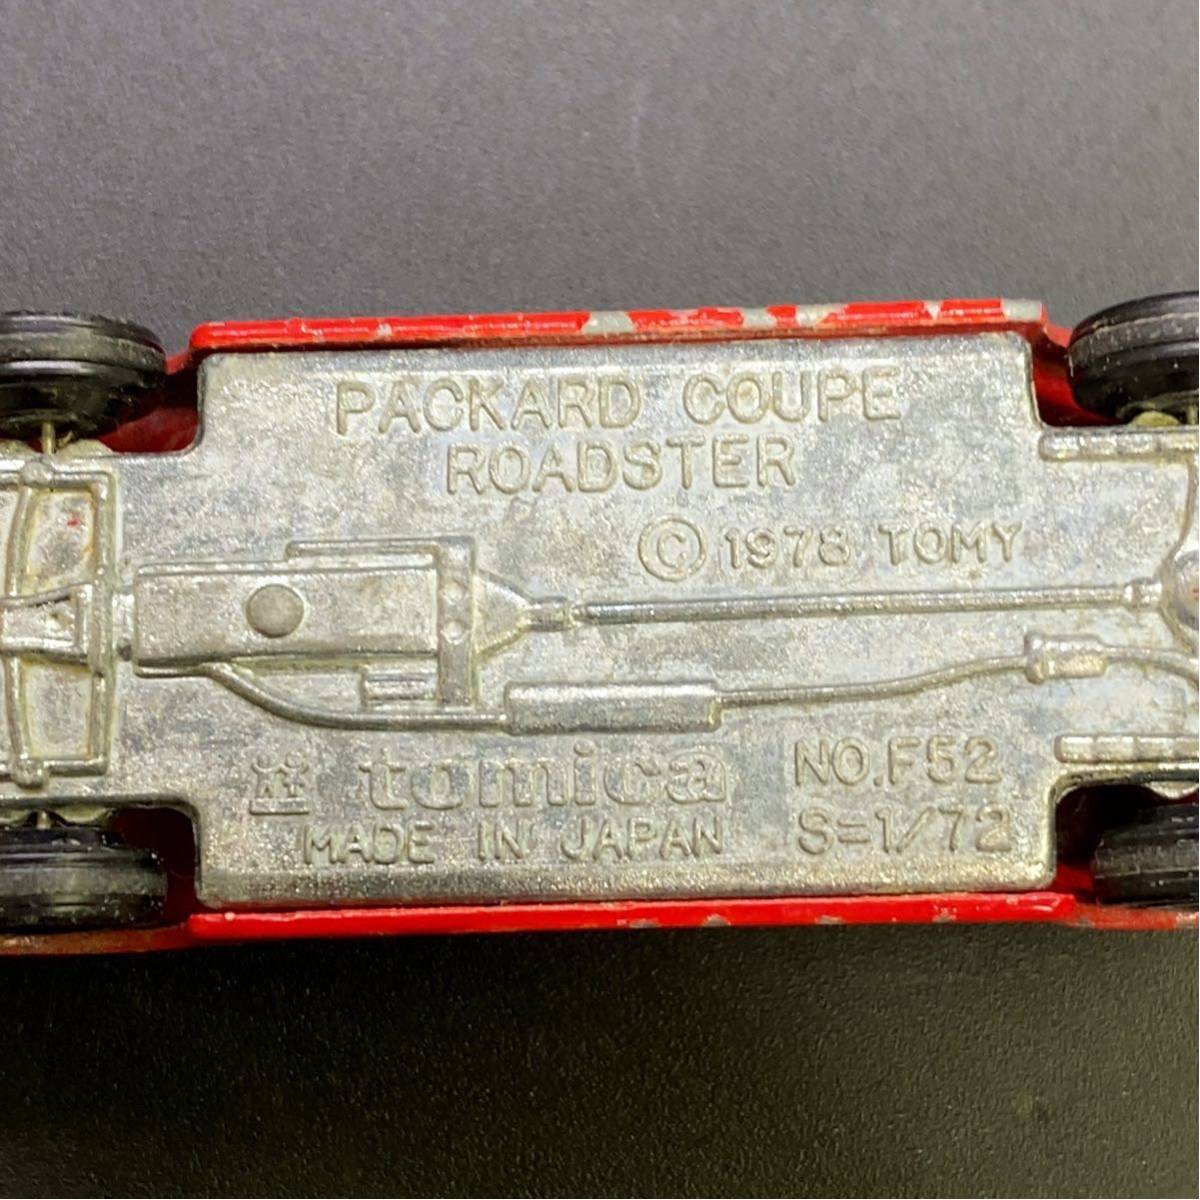 PACKARD COUPE
ROADSTER
© 1978 TOMY
tomica
MADE IN JAPAN
NO.F52
S=1/72